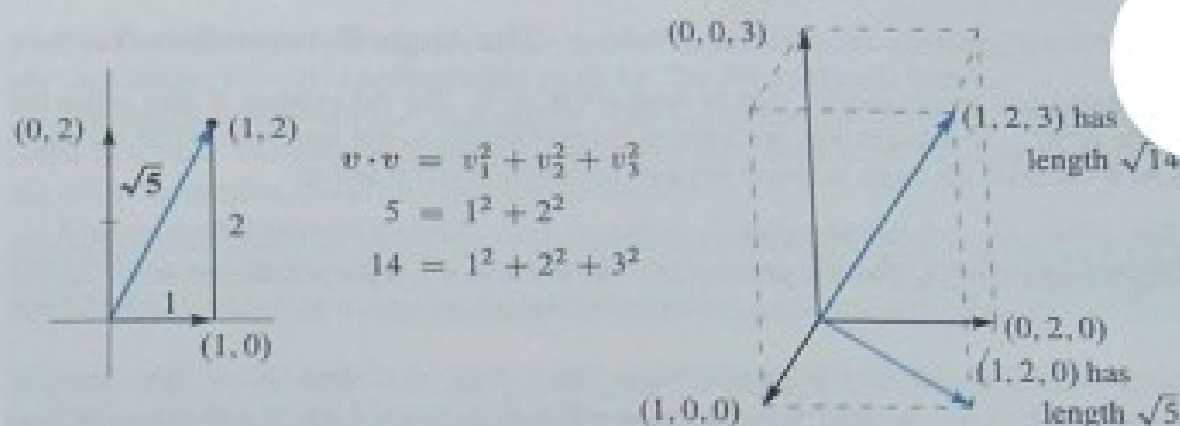 (0, 2)
(1, 2)
√5
2
1
(1, 0)
v · v = v₁² + v₂² + v₃²
5 = 1² + 2²
14 = 1² + 2² + 3²
(0, 0, 3)
(1, 2, 3) has
length √14
(0, 2, 0)
(1, 2, 0) has
length √5
(1, 0, 0)